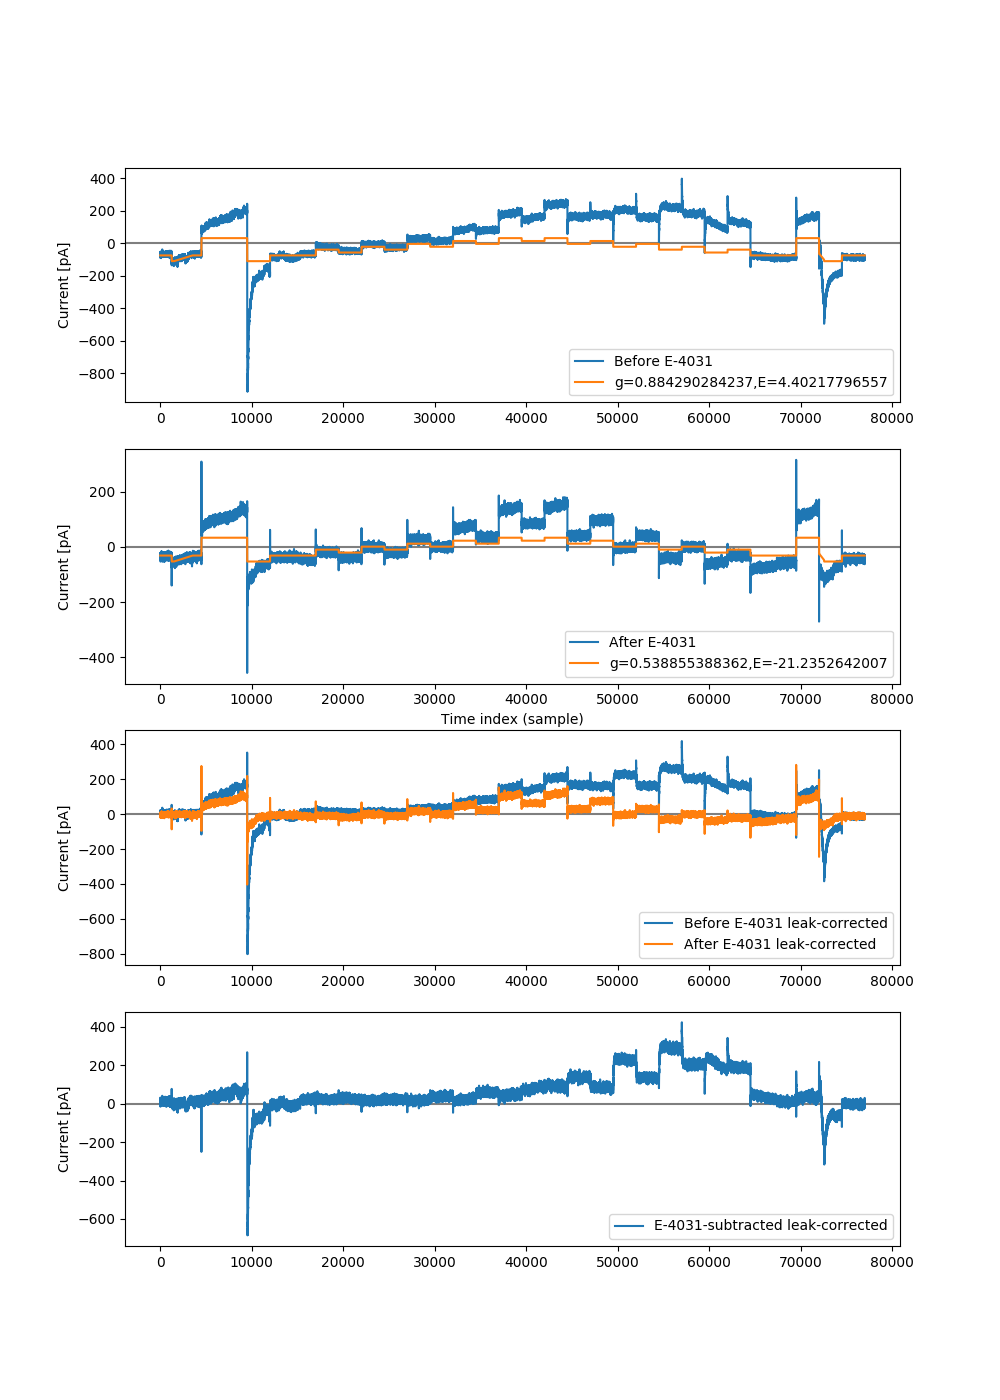 400
200
0
−200
−400
−600
−800
Current [pA]
Before E-4031
g=0.884290284237,E=4.40217796557
0 10000 20000 30000 40000 50000 60000 70000 80000
200
0
−200
−400
Current [pA]
After E-4031
g=0.538855388362,E=-21.2352642007
0 10000 20000 30000 40000 50000 60000 70000 80000
Time index (sample)
400
200
0
−200
−400
−600
−800
Current [pA]
Before E-4031 leak-corrected
After E-4031 leak-corrected
0 10000 20000 30000 40000 50000 60000 70000 80000
400
200
0
−200
−400
−600
Current [pA]
E-4031-subtracted leak-corrected
0 10000 20000 30000 40000 50000 60000 70000 80000